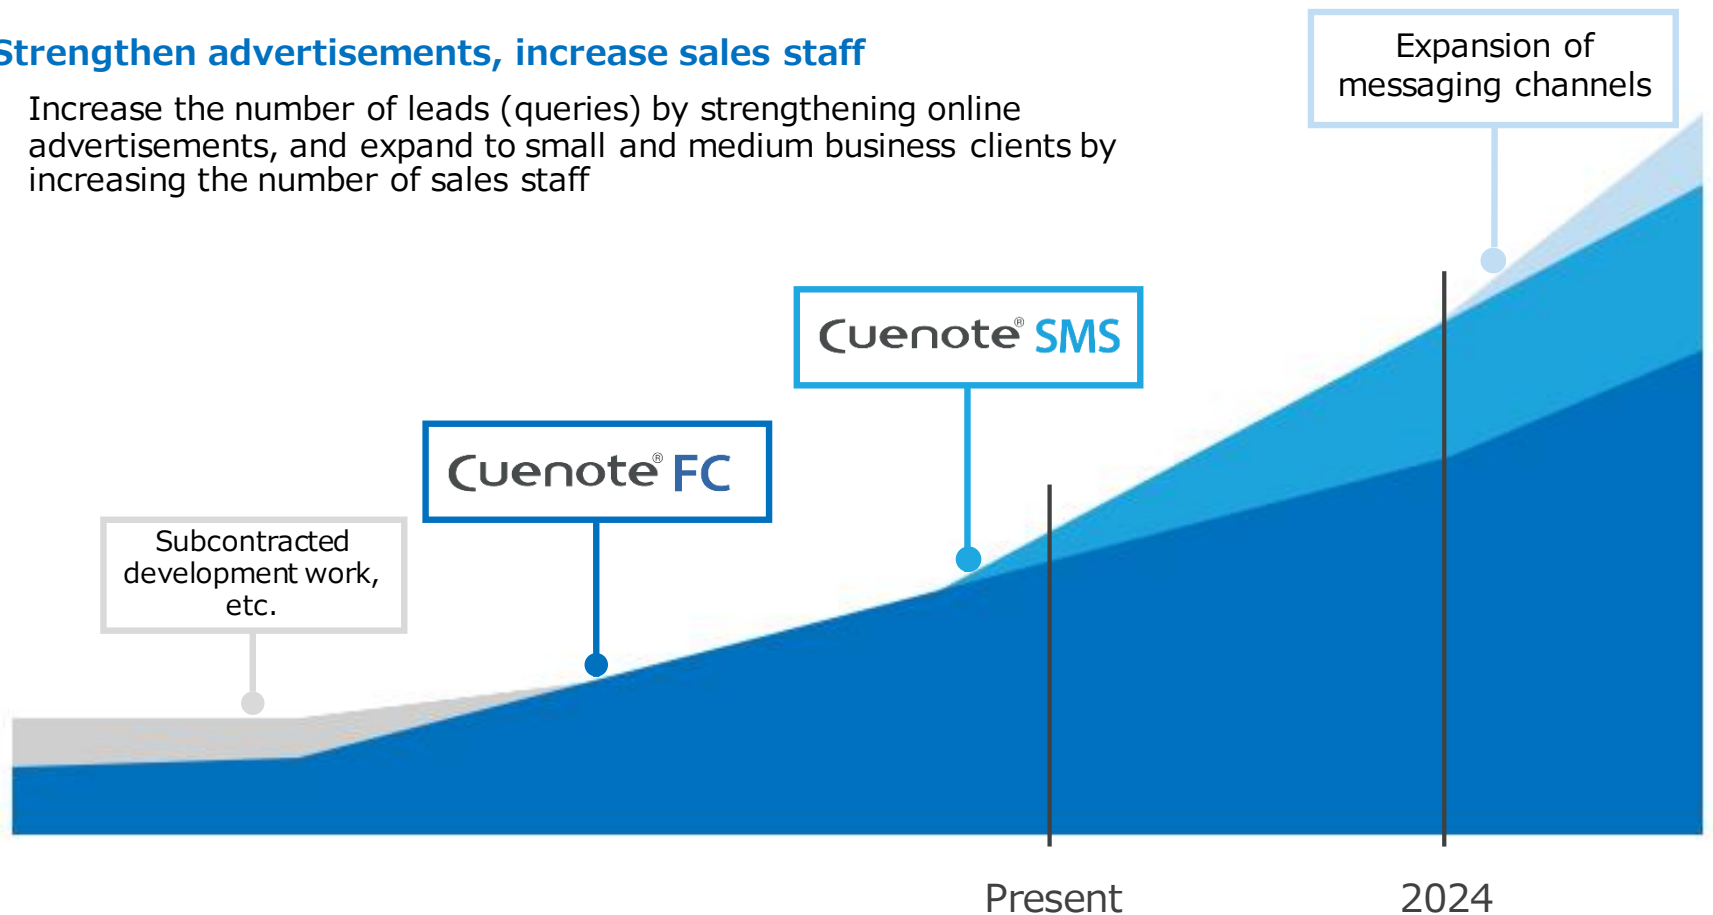 Strengthen advertisements, increase sales staff
Increase the number of leads (queries) by strengthening online
advertisements, and expand to small and medium business clients by
increasing the number of sales staff
Expansion of
messaging channels
Cuenote® SMS
Cuenote® FC
Subcontracted
development work,
etc.
Present
2024